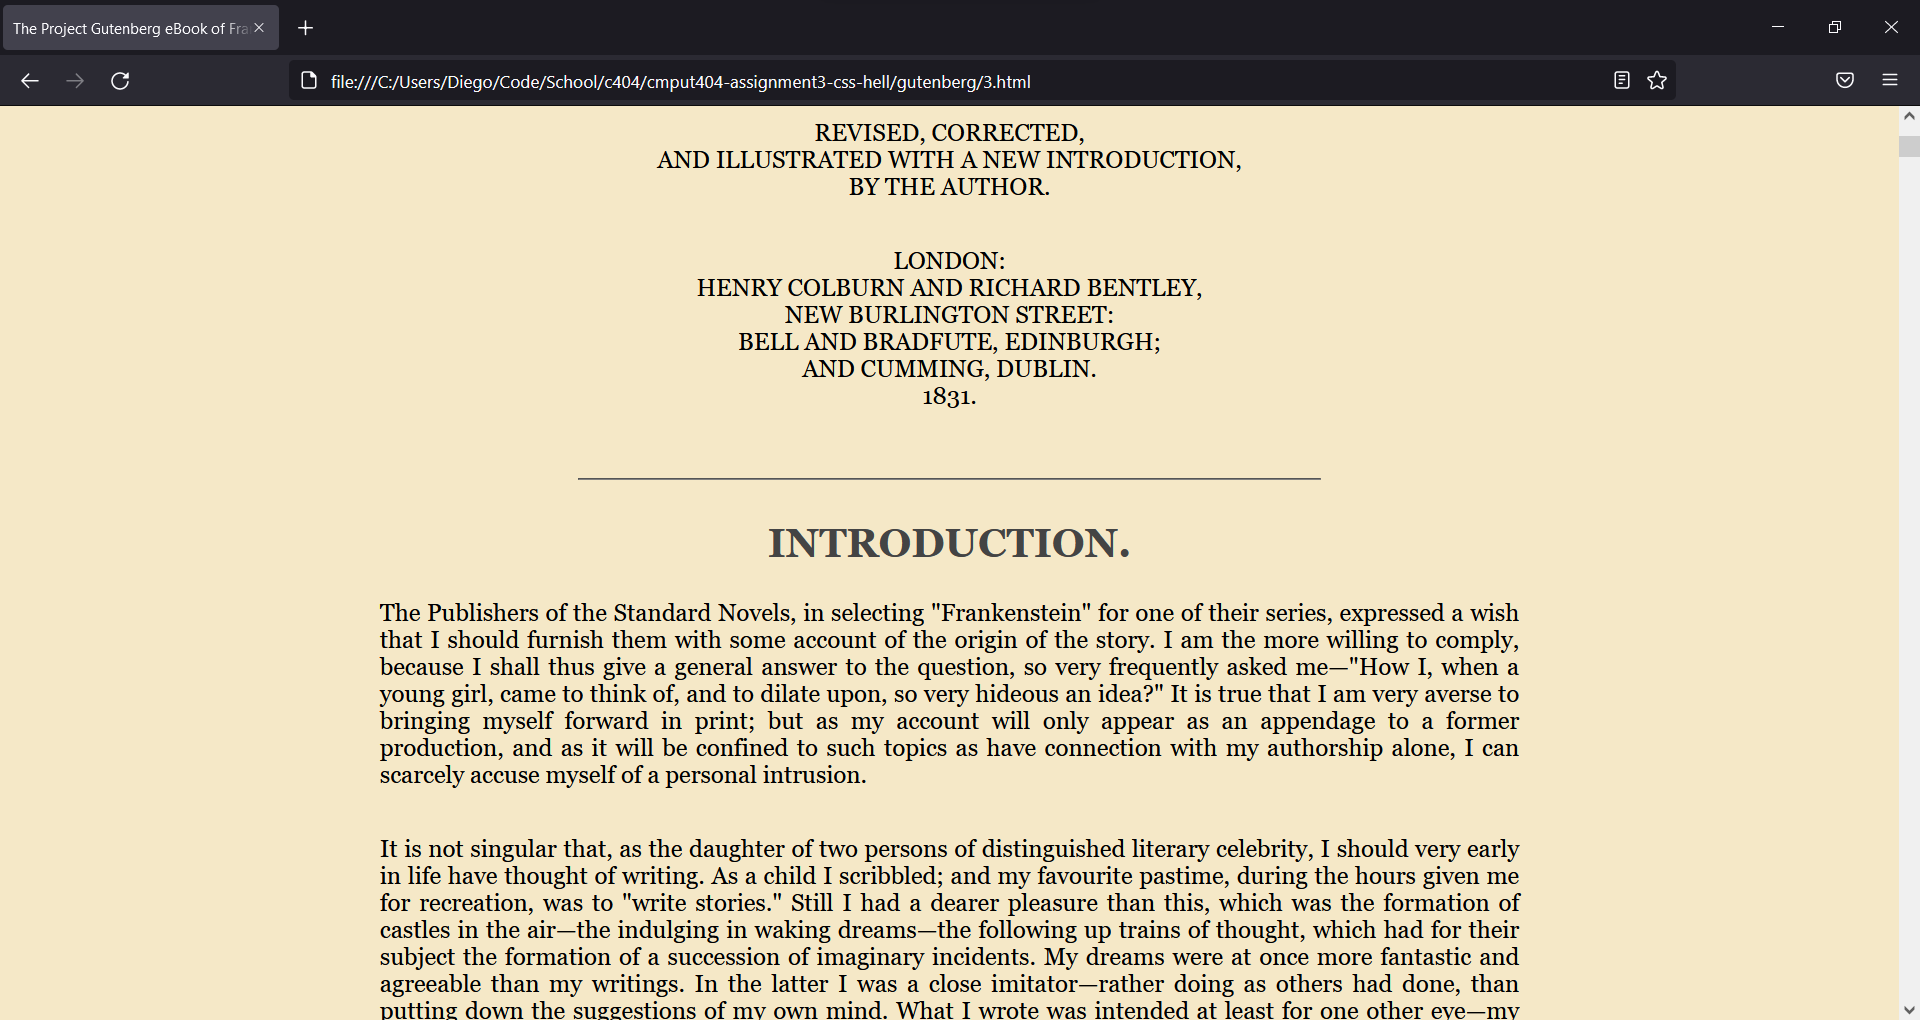 The Project Gutenberg eBook of Fra
file:///C:/Users/Diego/Code/School/c404/cmput404-assignment3-css-hell/gutenberg/3.html
REVISED, CORRECTED,
AND ILLUSTRATED WITH A NEW INTRODUCTION,
BY THE AUTHOR.
LONDON:
HENRY COLBURN AND RICHARD BENTLEY,
NEW BURLINGTON STREET:
BELL AND BRADFUTE, EDINBURGH;
AND CUMMING, DUBLIN.
1831.
INTRODUCTION.
The Publishers of the Standard Novels, in selecting "Frankenstein" for one of their series, expressed a wish
that I should furnish them with some account of the origin of the story. I am the more willing to comply,
because I shall thus give a general answer to the question, so very frequently asked me—"How I, when a
young girl, came to think of, and to dilate upon, so very hideous an idea?" It is true that I am very averse to
bringing myself forward in print; but as my account will only appear as an appendage to a former
production, and as it will be confined to such topics as have connection with my authorship alone, I can
scarcely accuse myself of a personal intrusion.
It is not singular that, as the daughter of two persons of distinguished literary celebrity, I should very early
in life have thought of writing. As a child I scribbled; and my favourite pastime, during the hours given me
for recreation, was to "write stories." Still I had a dearer pleasure than this, which was the formation of
castles in the air—the indulging in waking dreams—the following up trains of thought, which had for their
subject the formation of a succession of imaginary incidents. My dreams were at once more fantastic and
agreeable than my writings. In the latter I was a close imitator—rather doing as others had done, than
putting down the suggestions of my own mind. What I wrote was intended at least for one other eye—my